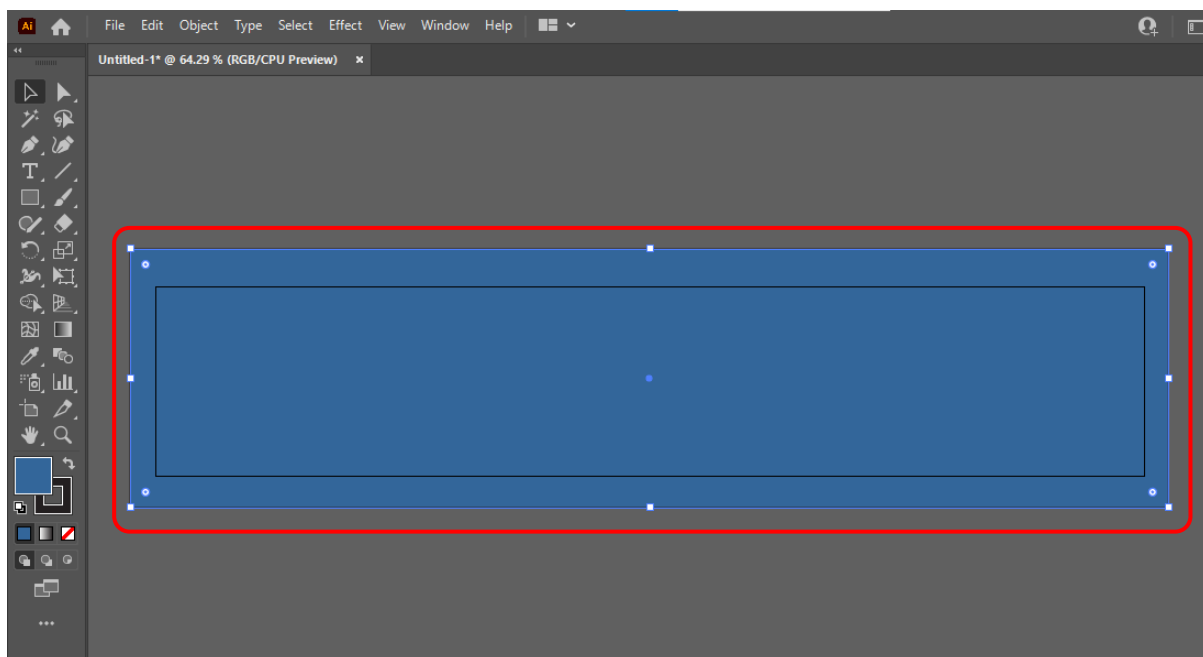 Ai File Edit Object Type Select Effect View Window Help
Untitled-1* @ 64.29 % (RGB/CPU Preview) ×
T